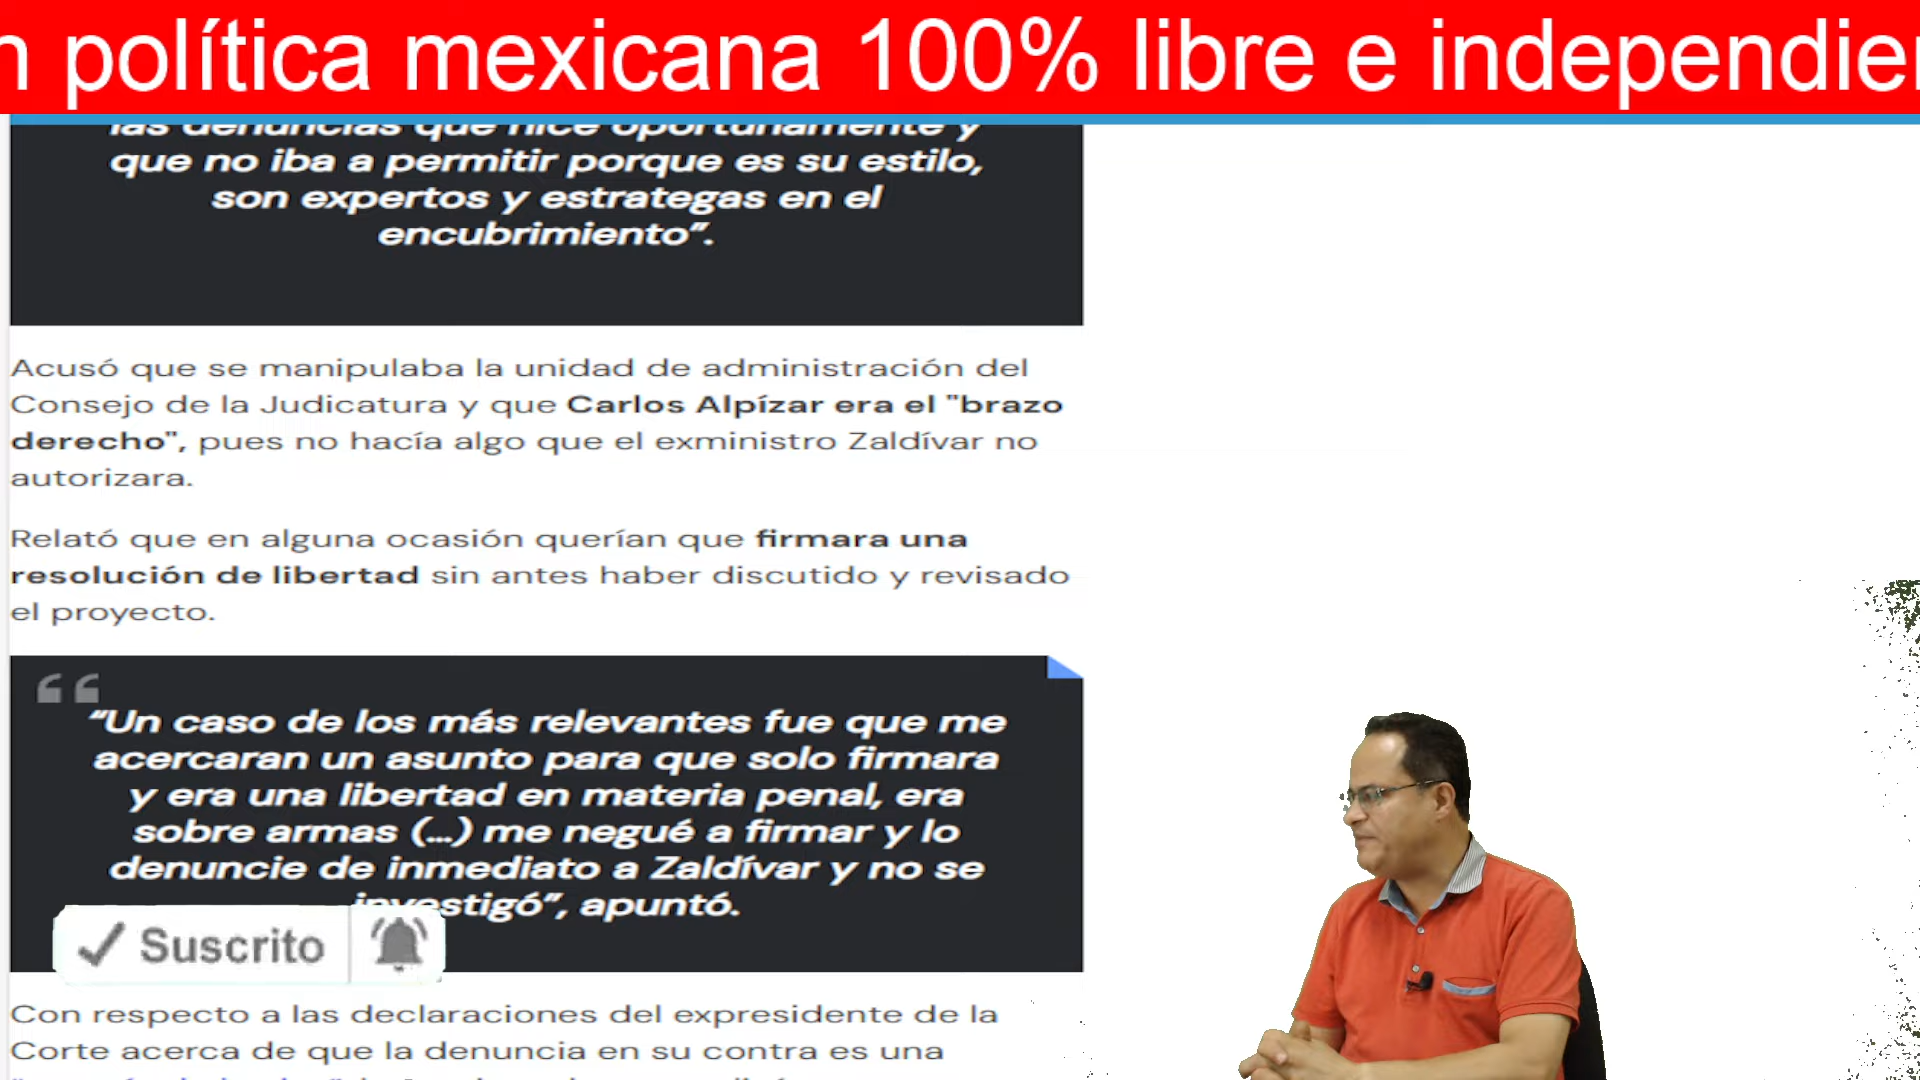 política mexicana 100% libre e
las denuncias que hice oportunamente y
que no iba a permitir porque es su estilo,
son expertos y estrategas en el
encubrimiento”.
Acusó que se manipulaba la unidad de administración del
Consejo de la Judicatura y que Carlos Alpízar era el "brazo
derecho", pues no hacía algo que el exministro Zaldívar no
autorizara.
Relató que en alguna ocasión querían que firmara una
resolución de libertad sin antes haber discutido y revisado
el proyecto.
“Un caso de los más relevantes fue que me
acercaran un asunto para que solo firmara
y era una libertad en materia penal, era
sobre armas (...) me negué a firmar y lo
denuncie de inmediato a Zaldívar y no se
investigó”, apuntó.
Suscrito
Con respecto a las declaraciones del expresidente de la
Corte acerca de que la denuncia en su contra es una